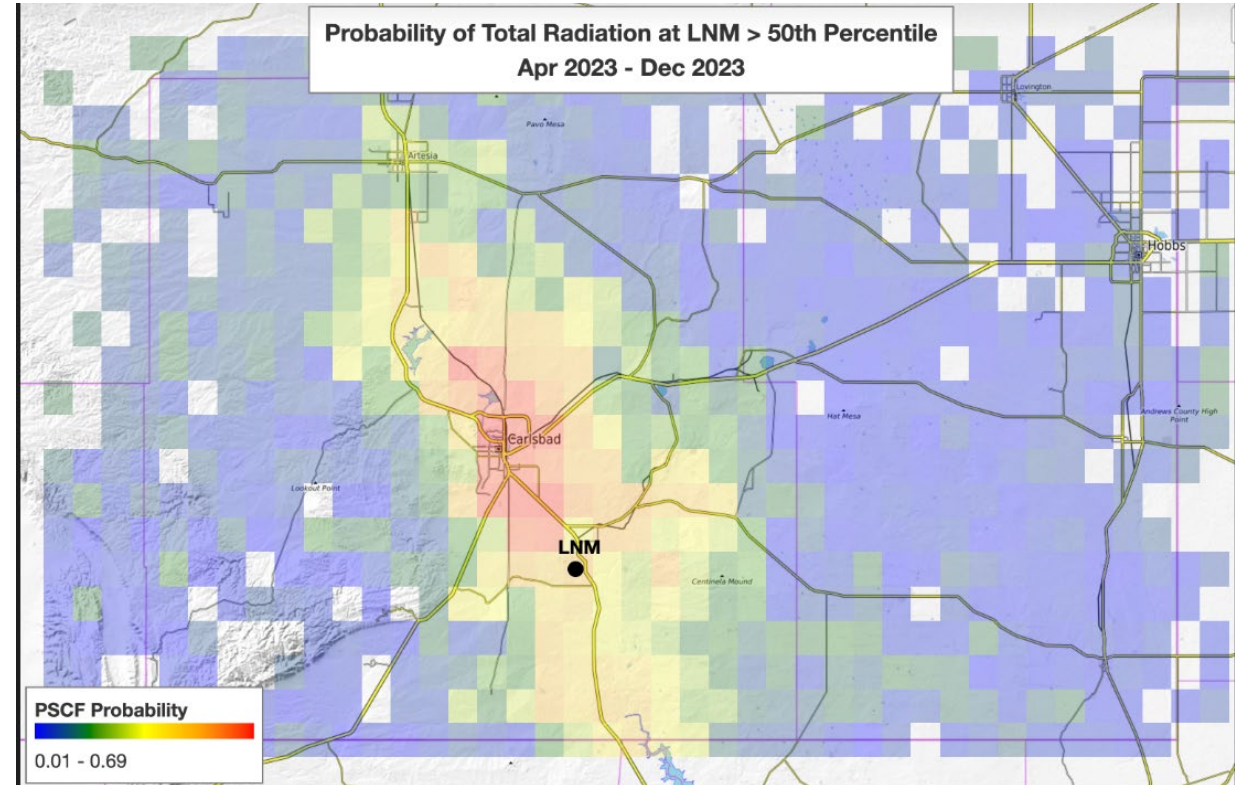 Probability of Total Radiation at LNM > 50th Percentile
Apr 2023 - Dec 2023
Lovington
Pavo Mesa
Artesia
Hobbs
Hat Mesa
Andrews County High
Point
Carlsbad
Lookout Point
LNM
Centinela Mound
PSCF Probability
0.01 - 0.69